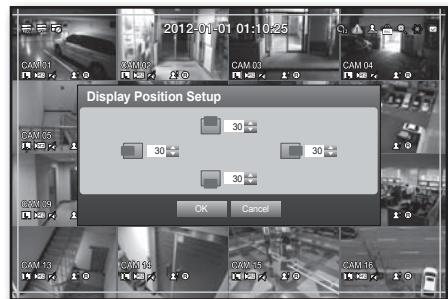 2012-01-01 01:10:25
CAM 01
CAM 02
CAM 03
CAM 04
Display Position Setup
30
CAM 05
30
30
30
CAM 09
OK
Cancel
CAM 13
CAM 14
CAM 15
CAM 16